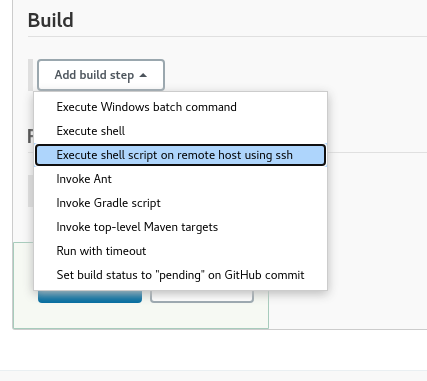 Build
Add build step
Execute Windows batch command
Execute shell
Execute shell script on remote host using ssh
Invoke Ant
Invoke Gradle script
Invoke top-level Maven targets
Run with timeout
Set build status to "pending" on GitHub commit